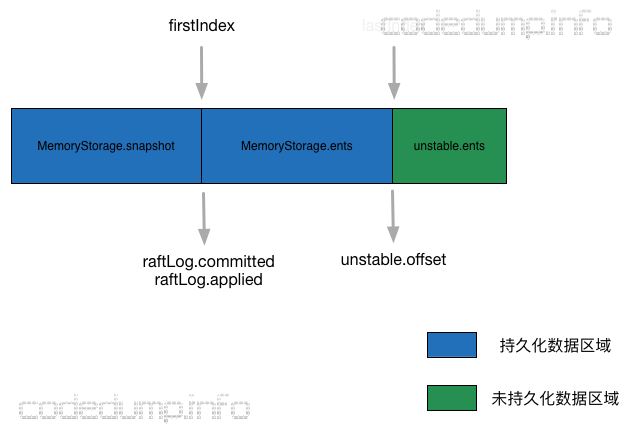 firstIndex
MemoryStorage.snapshot
MemoryStorage.ents
unstable.ents
raftLog.committed
raftLog.applied
unstable.offset
持久化数据区域
未持久化数据区域